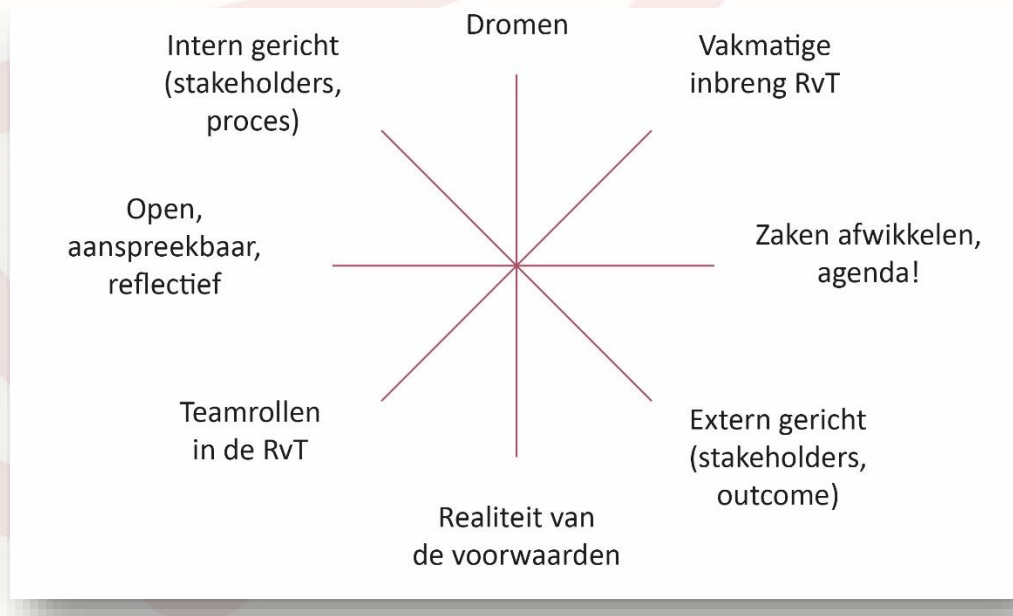 Dromen
Intern gericht
(stakeholders,
proces)
Vakmatige
inbreng RvT
Open,
aanspreekbaar,
reflectief
Zaken afwikkelen,
agenda!
Teamrollen
in de RvT
Extern gericht
(stakeholders,
outcome)
Realiteit van
de voorwaarden